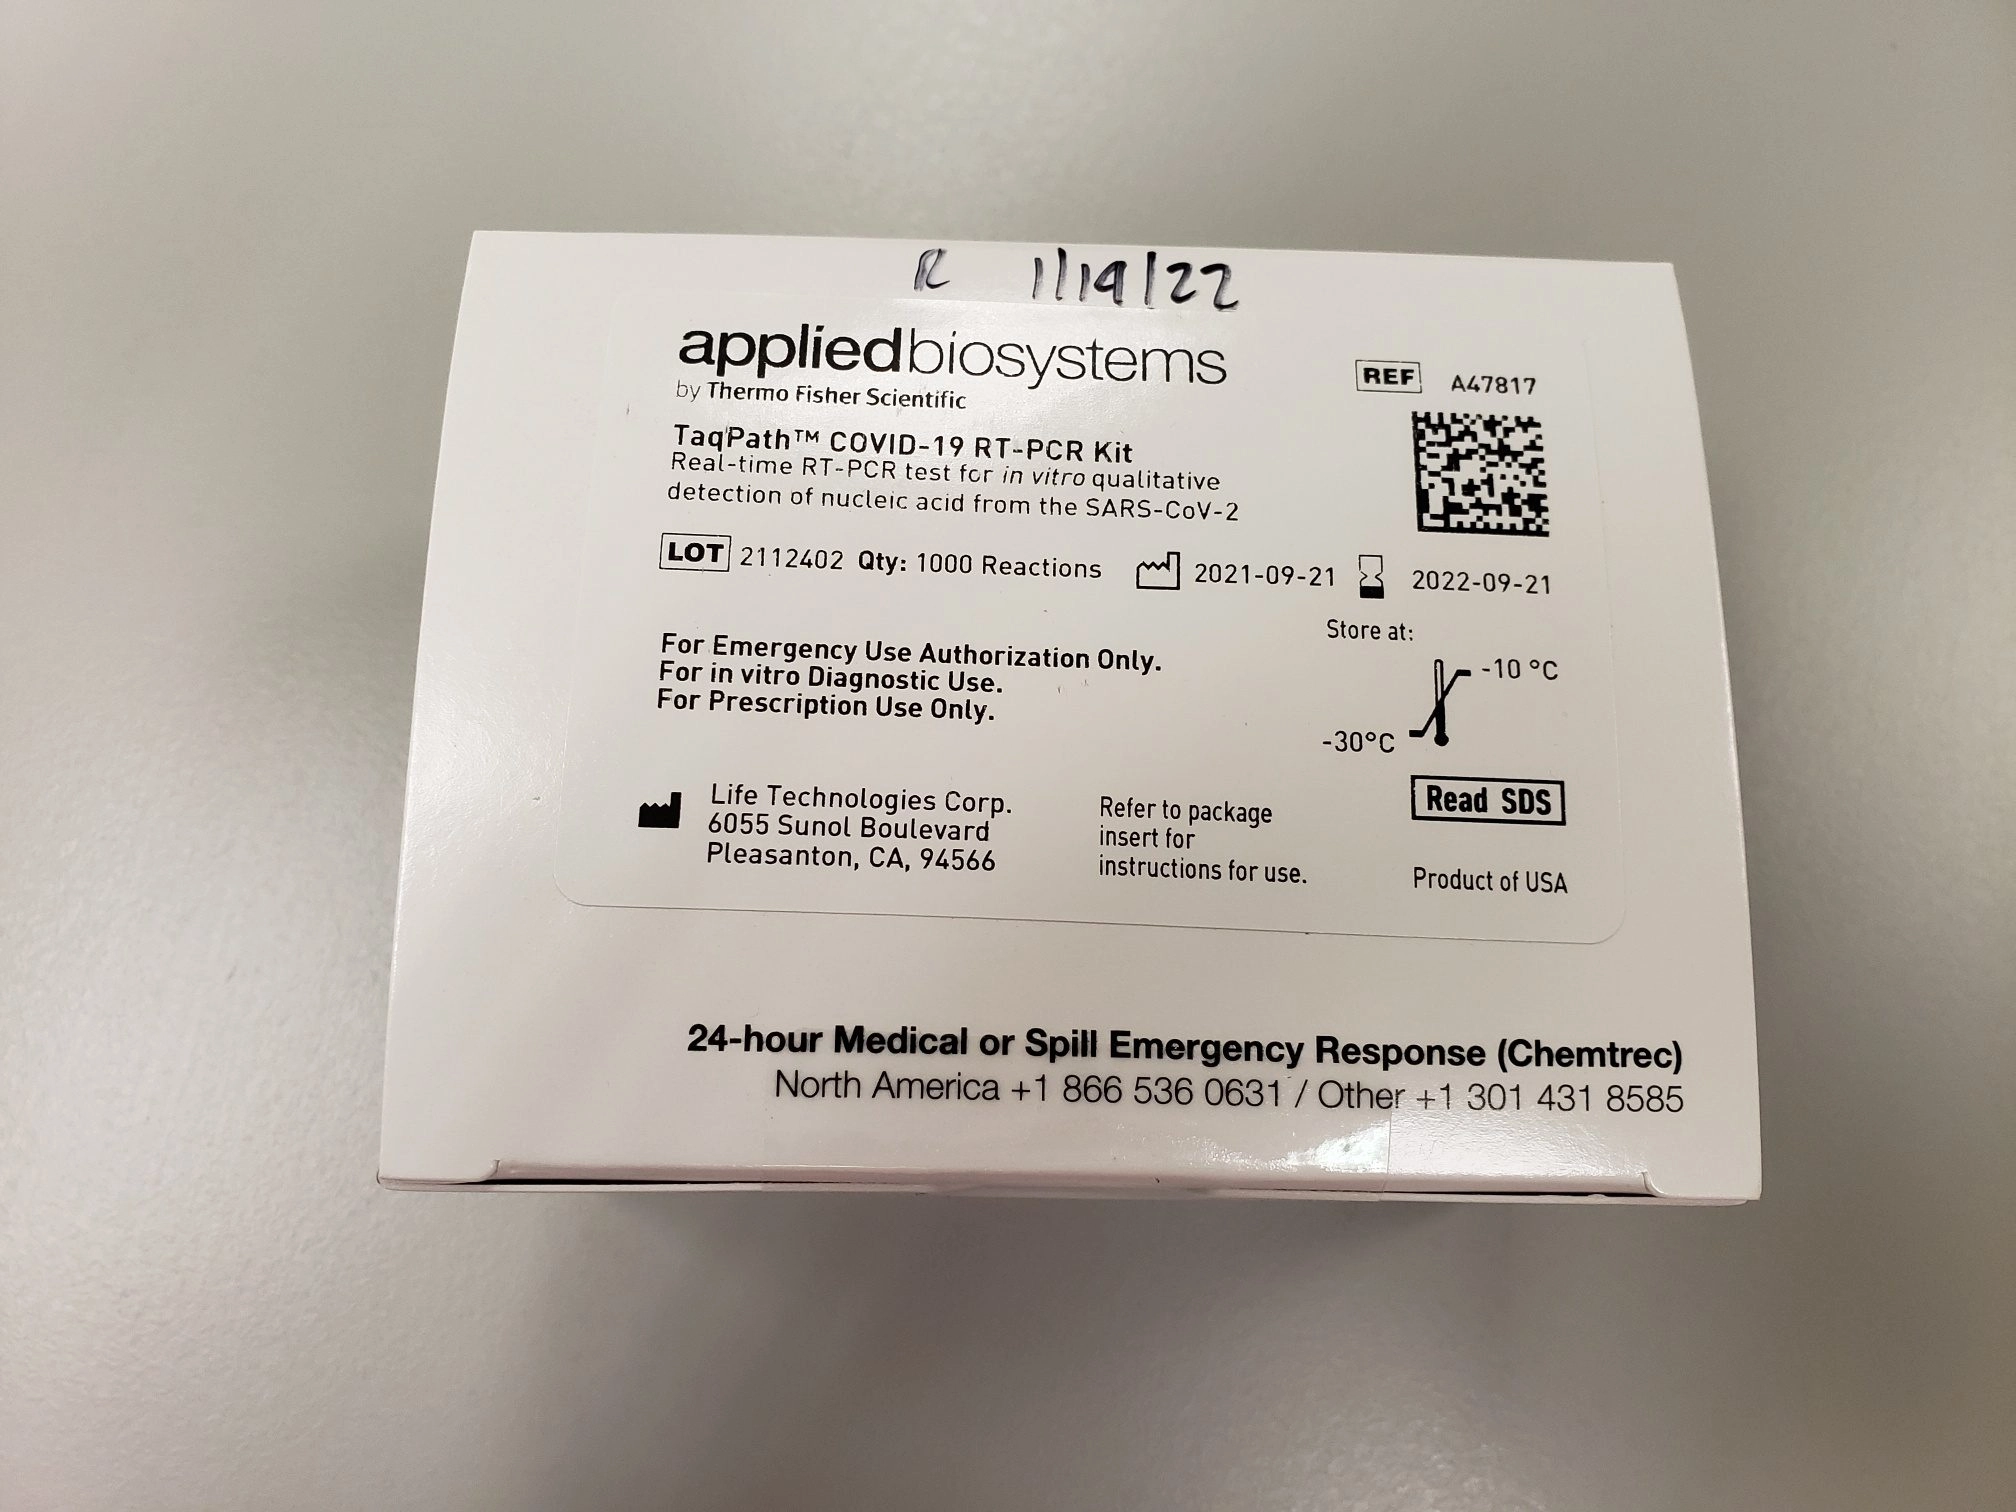 R 1/19/22
appliedbiosystems
by Thermo Fisher Scientific
REF A47817
TaqPath™ COVID-19 RT-PCR Kit
Real-time RT-PCR test for in vitro qualitative
detection of nucleic acid from the SARS-CoV-2
LOT 2112402 Qty: 1000 Reactions 2021-09-21 2022-09-21
Store at:
-10 °C
-30°C
For Emergency Use Authorization Only.
For in vitro Diagnostic Use.
For Prescription Use Only.
Life Technologies Corp.
6055 Sunol Boulevard
Pleasanton, CA, 94566
Refer to package
insert for
instructions for use.
Read SDS
Product of USA
24-hour Medical or Spill Emergency Response (Chemtrec)
North America +1 866 536 0631 / Other +1 301 431 8585